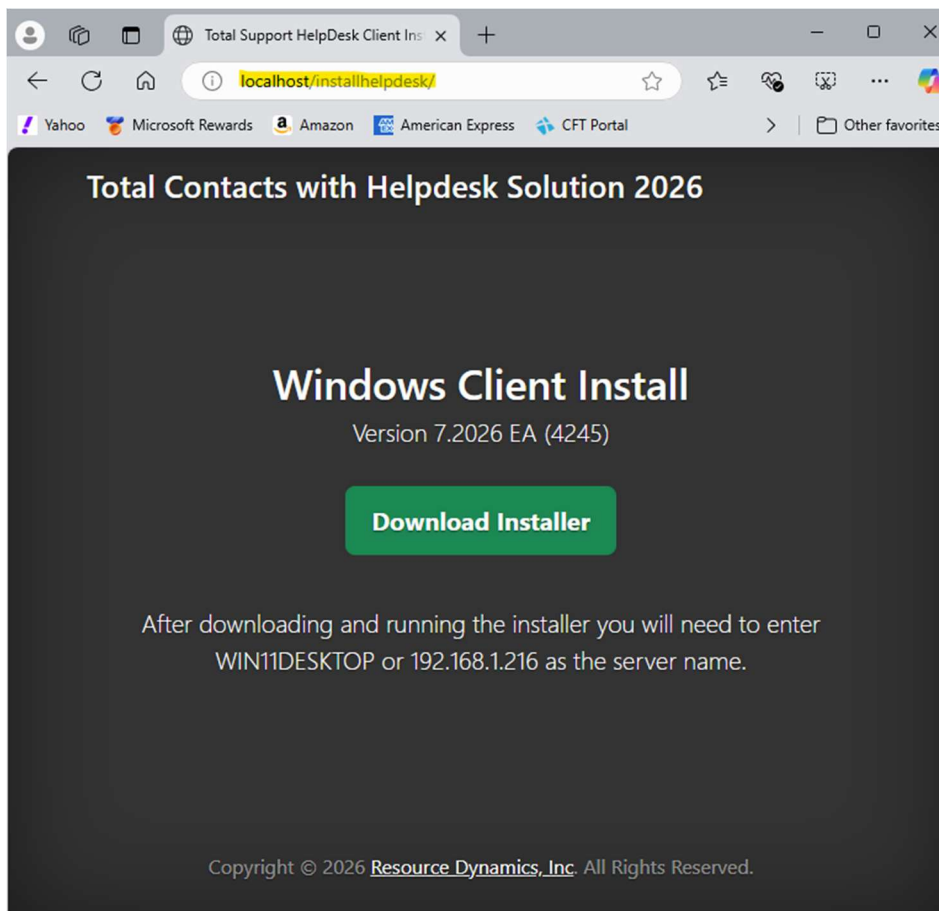 Total Support HelpDesk Client Ins
localhost/installhelpdesk/
Yahoo Microsoft Rewards a Amazon AM EX American Express CFT Portal Other favorites
Total Contacts with Helpdesk Solution 2026
Windows Client Install
Version 7.2026 EA (4245)
Download Installer
After downloading and running the installer you will need to enter
WIN11DESKTOP or 192.168.1.216 as the server name.
Copyright © 2026 Resource Dynamics, Inc. All Rights Reserved.